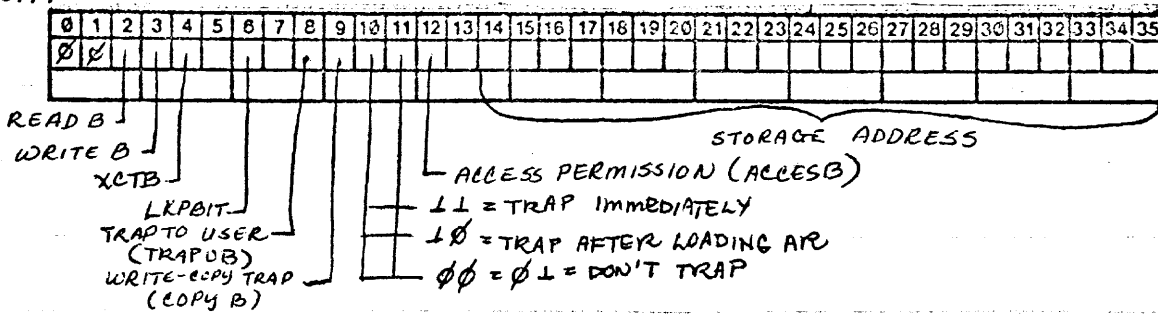 Ø 1 2 3 4 5 6 7 8 9 10 11 12 13 14 15 16 17 18 19 20 21 22 23 24 25 26 27 28 29 30 31 32 33 34 35
Ø Ø
READ B
WRITE B
XCTB
LKPBIT
TRAP TO USER
(TRAPUB)
WRITE-COPY TRAP
(COPY B)
STORAGE ADDRESS
ACCESS PERMISSION (ACCESB)
11 = TRAP IMMEDIATELY
1Ø = TRAP AFTER LOADING AR
ØØ = Ø1 = DON'T TRAP